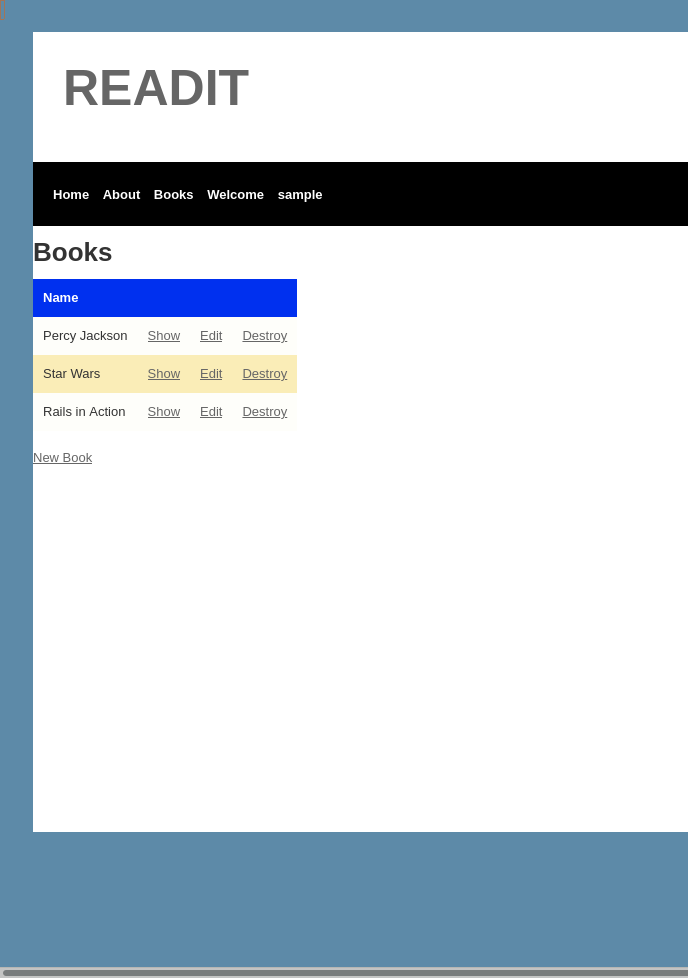 READIT
Home About Books Welcome sample
Books
Name
Percy Jackson Show Edit Destroy
Star Wars Show Edit Destroy
Rails in Action Show Edit Destroy
New Book